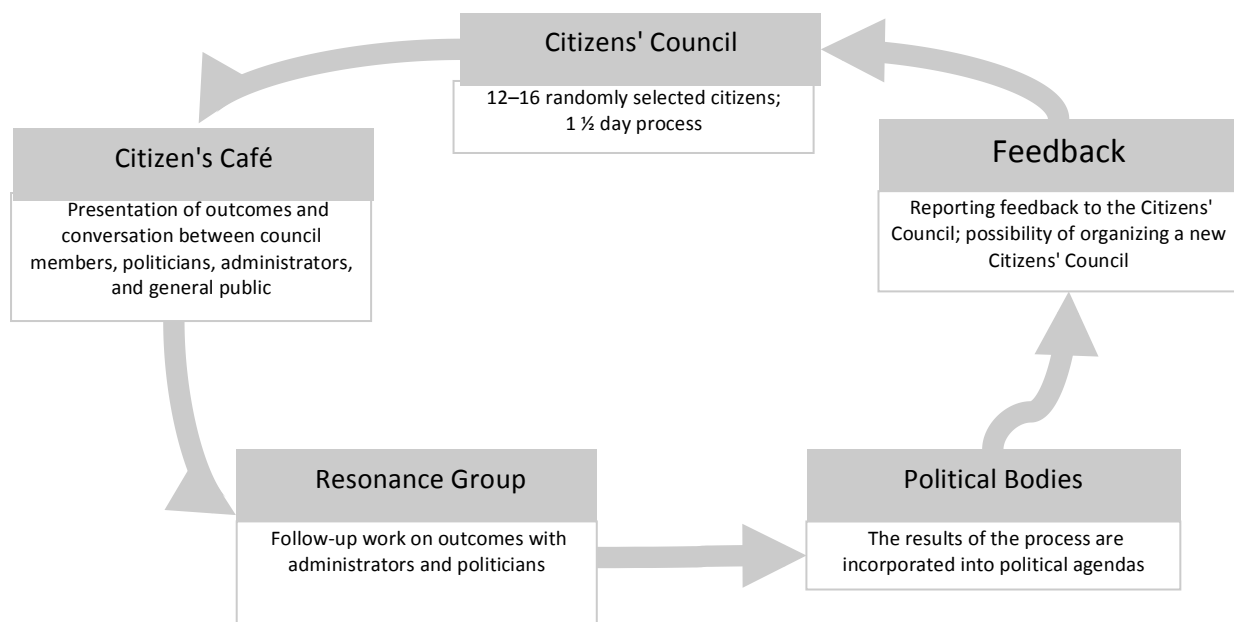 Citizens' Council
12–16 randomly selected citizens;
1 ½ day process
Citizen's Café
Presentation of outcomes and
conversation between council
members, politicians, administrators,
and general public
Resonance Group
Follow-up work on outcomes with
administrators and politicians
Political Bodies
The results of the process are
incorporated into political agendas
Feedback
Reporting feedback to the Citizens'
Council; possibility of organizing a new
Citizens' Council